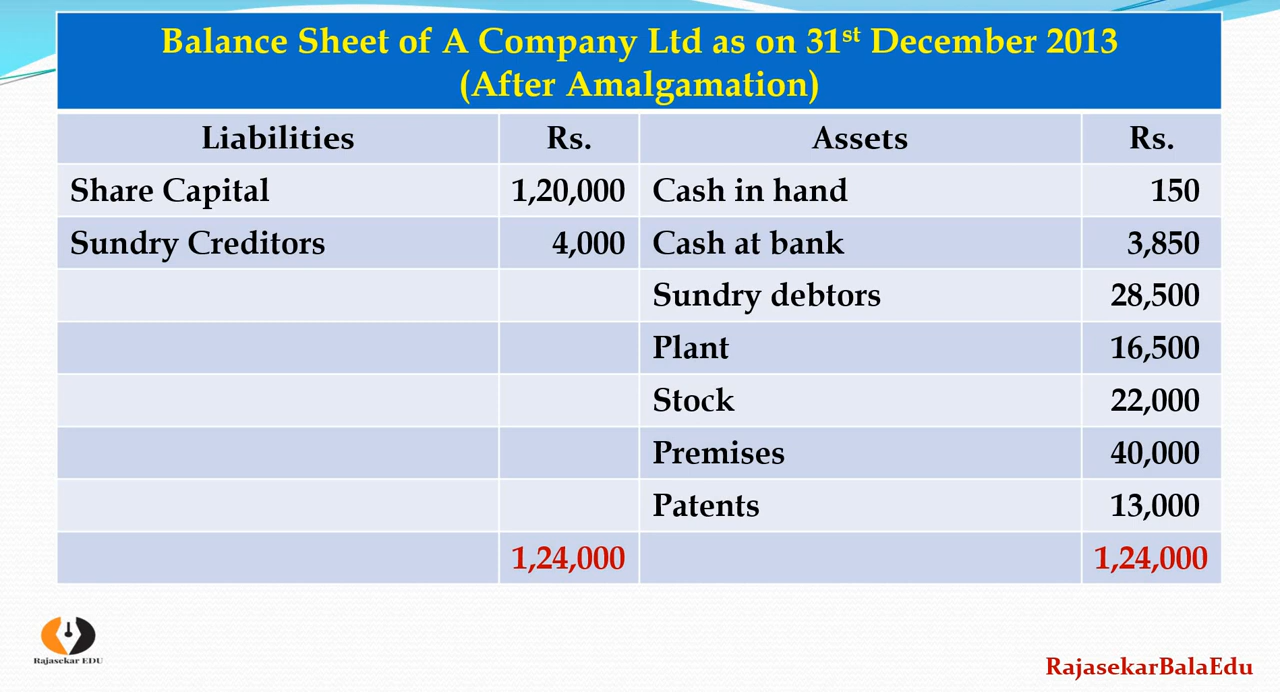 Balance Sheet of A Company Ltd as on 31st December 2013
(After Amalgamation)
Liabilities Rs. Assets Rs.
Share Capital 1,20,000 Cash in hand 150
Sundry Creditors 4,000 Cash at bank 3,850
Sundry debtors 28,500
Plant 16,500
Stock 22,000
Premises 40,000
Patents 13,000
1,24,000 1,24,000
Rajasekar EDU
RajasekarBalaEdu